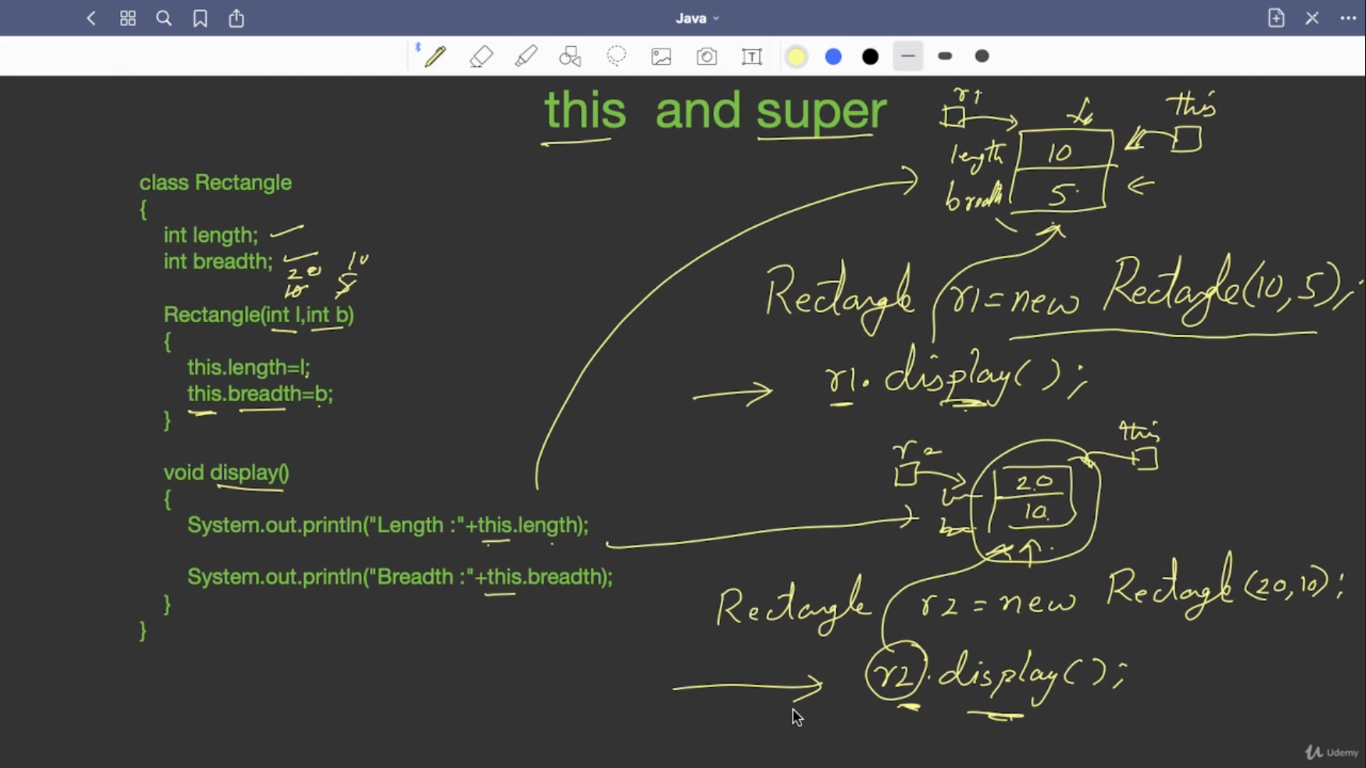 Java
this and super
class Rectangle
{
int length;
int breadth;
20 10
10 5
Rectangle(int l,int b)
{
this.length=l;
this.breadth=b;
}
void display()
{
System.out.println("Length :"+this.length);
System.out.println("Breadth :"+this.breadth);
}
}
r1
this
length 10
breadth 5
Rectangle r1=new Rectangle(10,5);
r1.display();
r2
this
20
b 10
Rectangle r2=new Rectangle(20,10);
r2.display();
Udemy